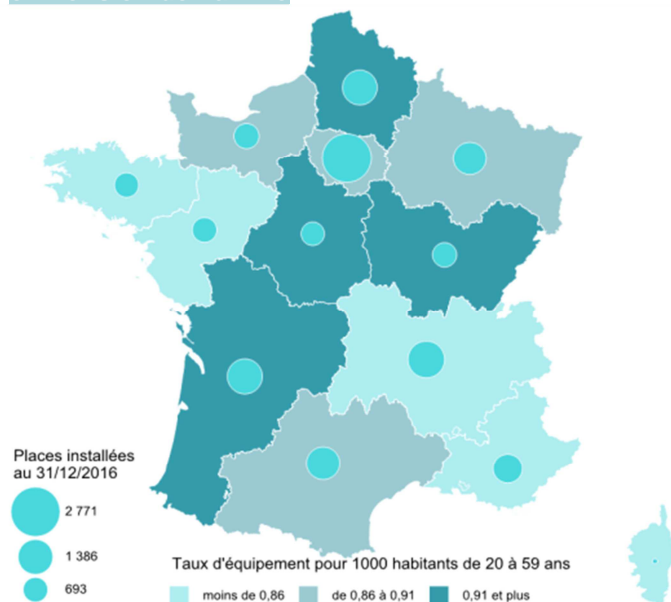 Places installées
au 31/12/2016
2 771
1 386
693
Taux d'équipement pour 1000 habitants de 20 à 59 ans
moins de 0,86
de 0,86 à 0,91
0,91 et plus